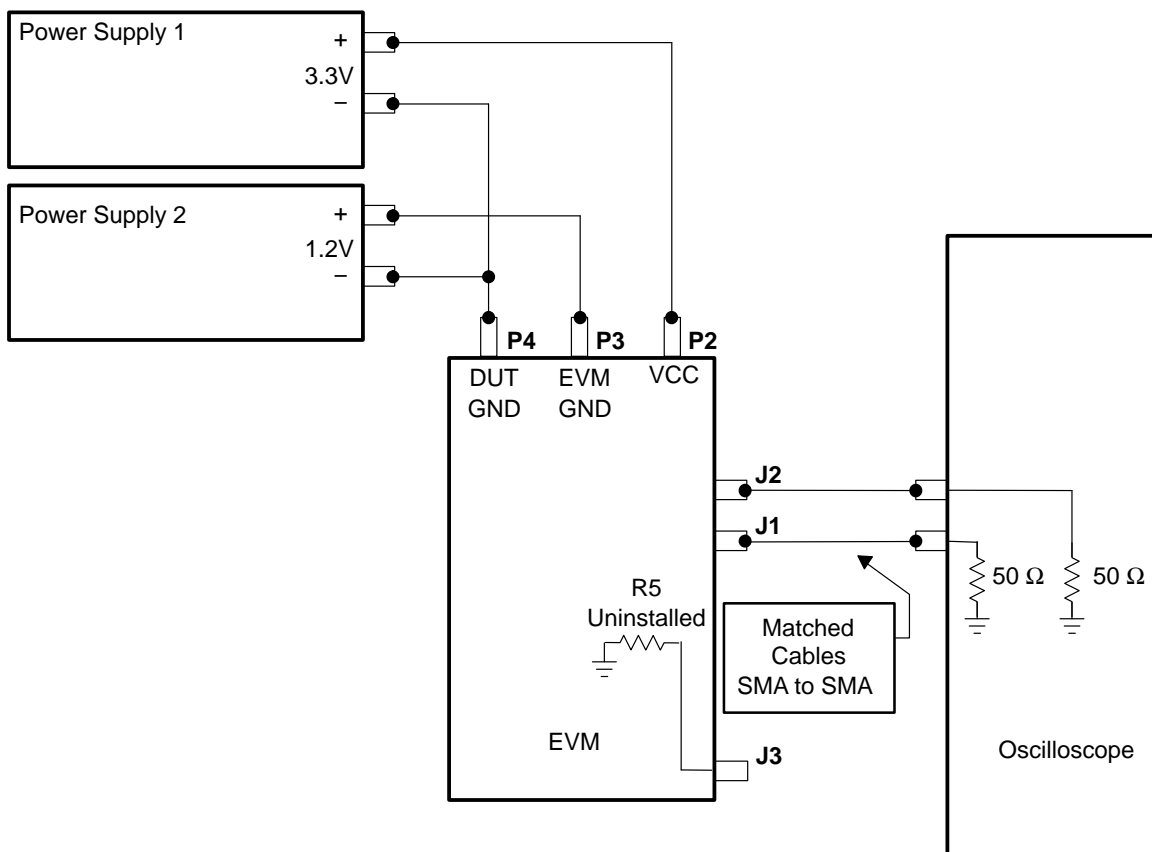 Power Supply 1
+
3.3V
−
Power Supply 2
+
1.2V
−
P4
P3
P2
DUT
GND
EVM
GND
VCC
J2
J1
50 Ω
50 Ω
R5
Uninstalled
Matched
Cables
SMA to SMA
EVM
J3
Oscilloscope